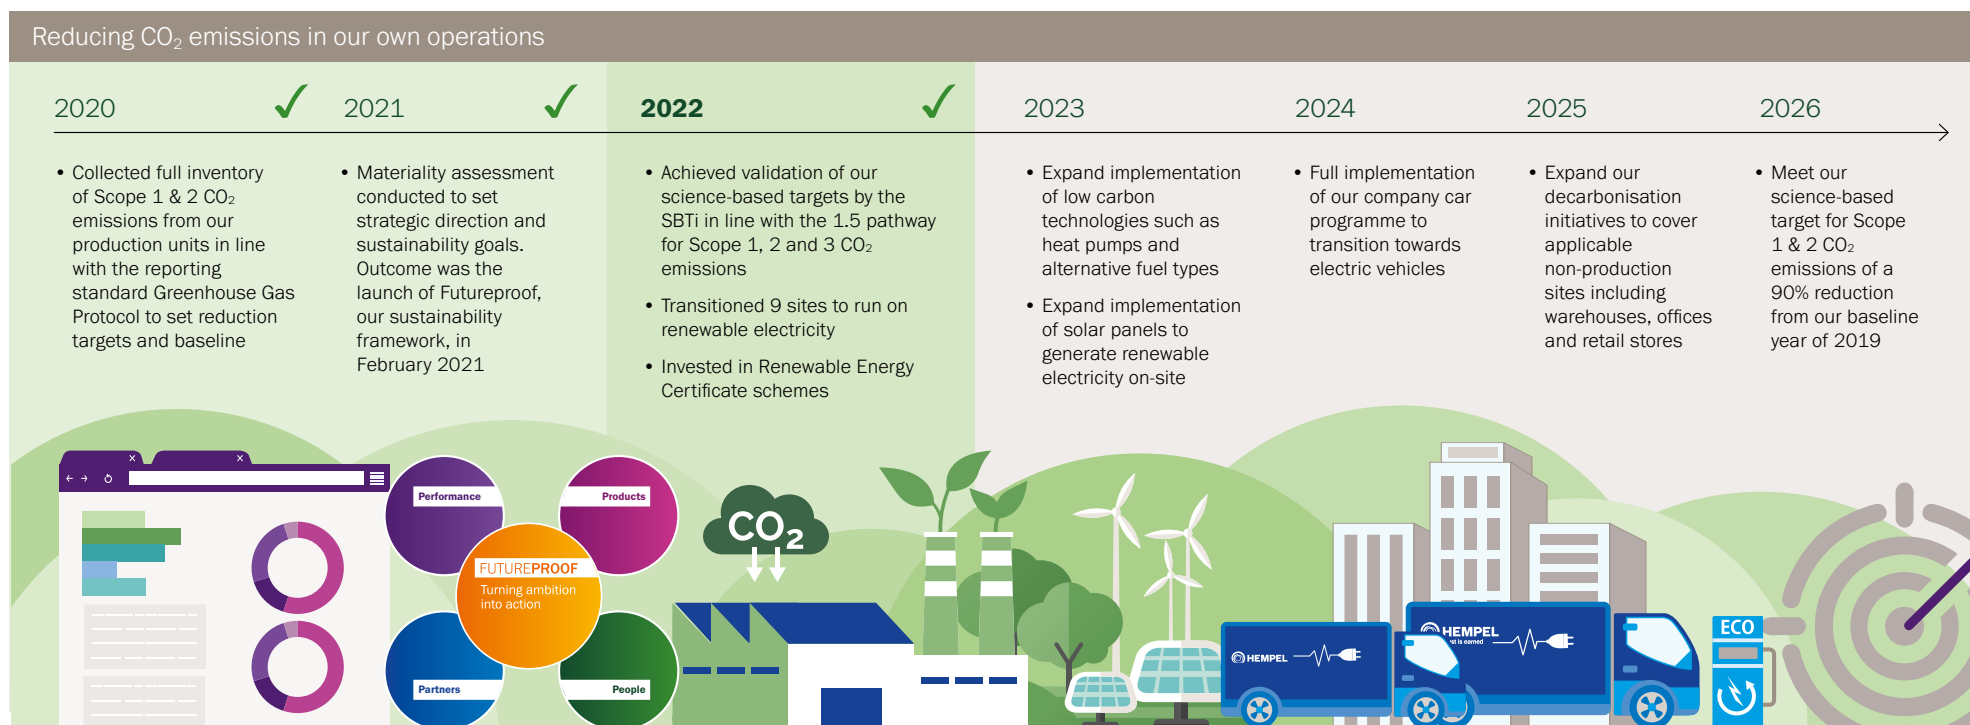 Reducing CO₂ emissions in our own operations
2020
• Collected full inventory
of Scope 1 & 2 CO₂
emissions from our
production units in line
with the reporting
standard Greenhouse Gas
Protocol to set reduction
targets and baseline
2021
• Materiality assessment
conducted to set
strategic direction and
sustainability goals.
Outcome was the
launch of Futureproof,
our sustainability
framework, in
February 2021
2022
• Achieved validation of our
science-based targets by the
SBTi in line with the 1.5 pathway
for Scope 1, 2 and 3 CO₂
emissions
• Transitioned 9 sites to run on
renewable electricity
• Invested in Renewable Energy
Certificate schemes
2023
• Expand implementation
of low carbon
technologies such as
heat pumps and
alternative fuel types
• Expand implementation
of solar panels to
generate renewable
electricity on-site
2024
• Full implementation
of our company car
programme to
transition towards
electric vehicles
2025
• Expand our
decarbonisation
initiatives to cover
applicable
non-production
sites including
warehouses, offices
and retail stores
2026
• Meet our
science-based
target for Scope
1 & 2 CO₂
emissions of a
90% reduction
from our baseline
year of 2019
Performance
Products
FUTUREPROOF
Turning ambition
into action
Partners
People
CO₂
HEMPEL
HEMPEL
is earned
ECO